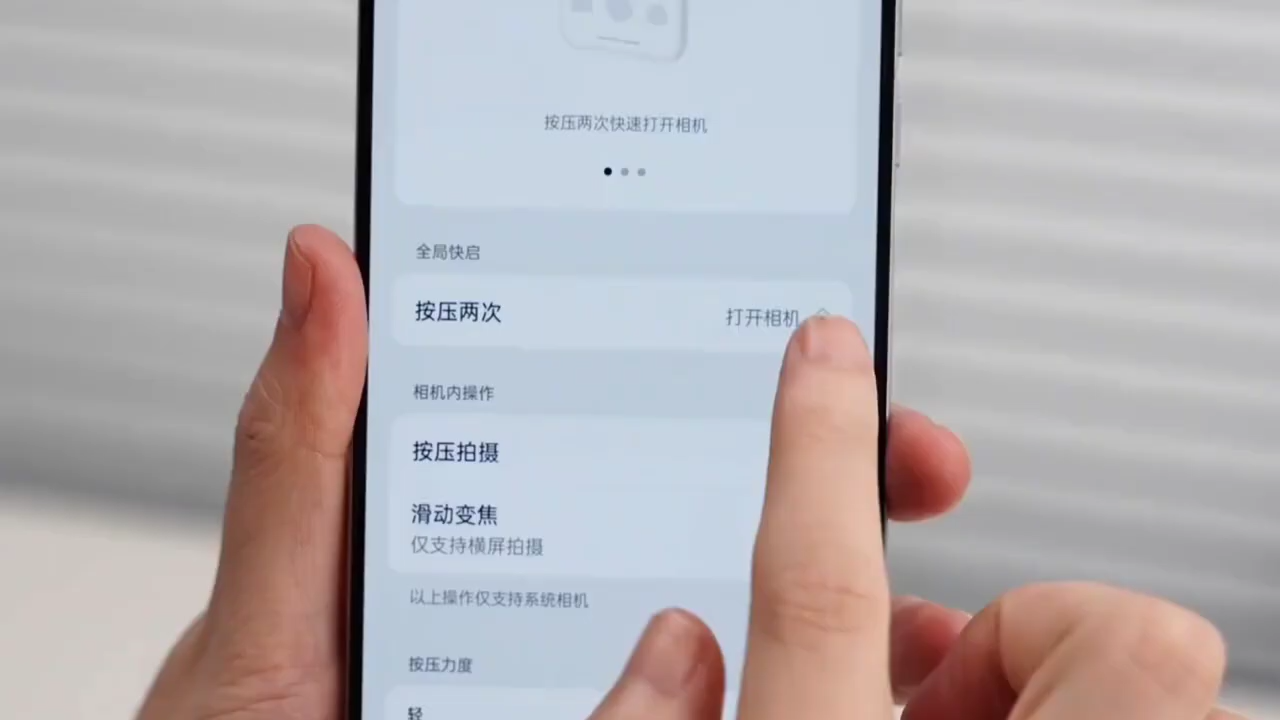 按压两次快速打开相机
全局快启
按压两次
打开相机
相机内操作
按压拍摄
滑动变焦
仅支持横屏拍摄
以上操作仅支持系统相机
按压力度
轻